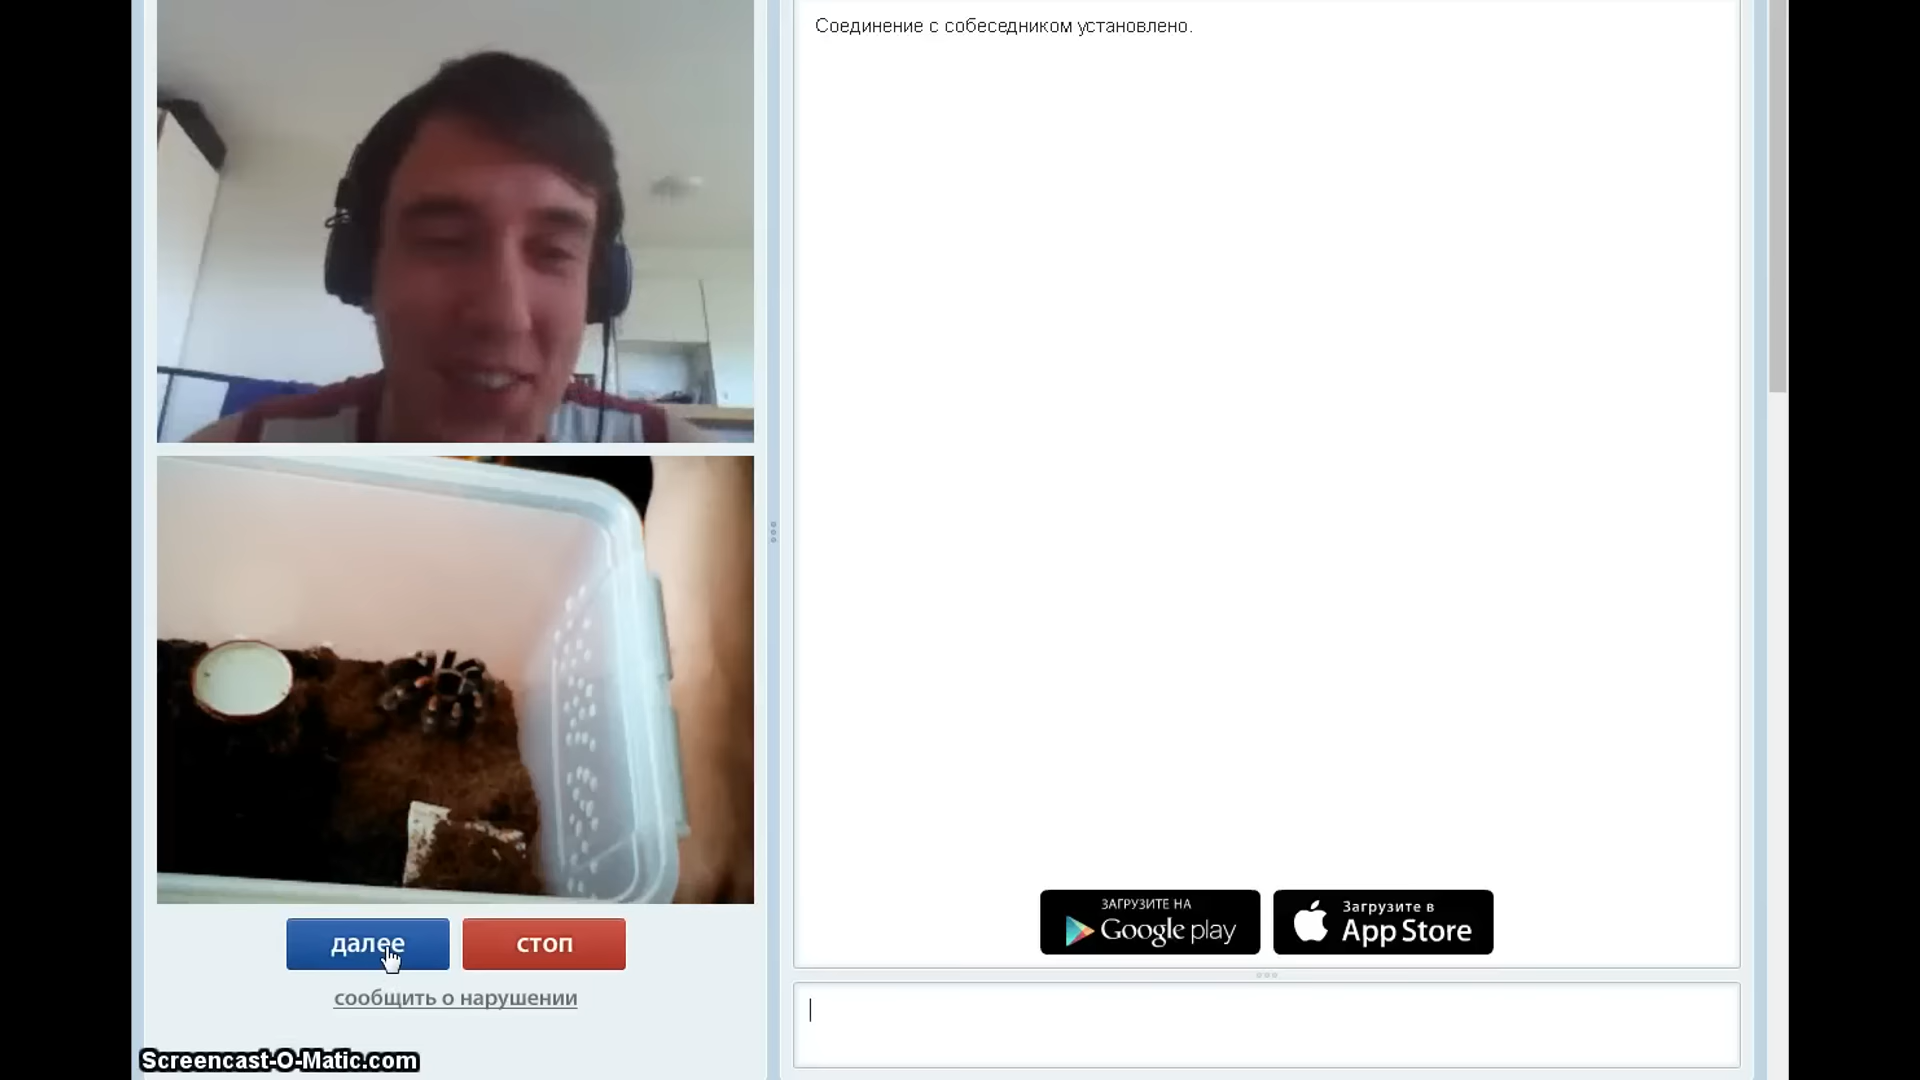 Соединение с собеседником установлено.
ЗАГРУЗИТЕ НА
Google play
Загрузите в
App Store
далее
стоп
сообщить о нарушении
Screencast-O-Matic.com